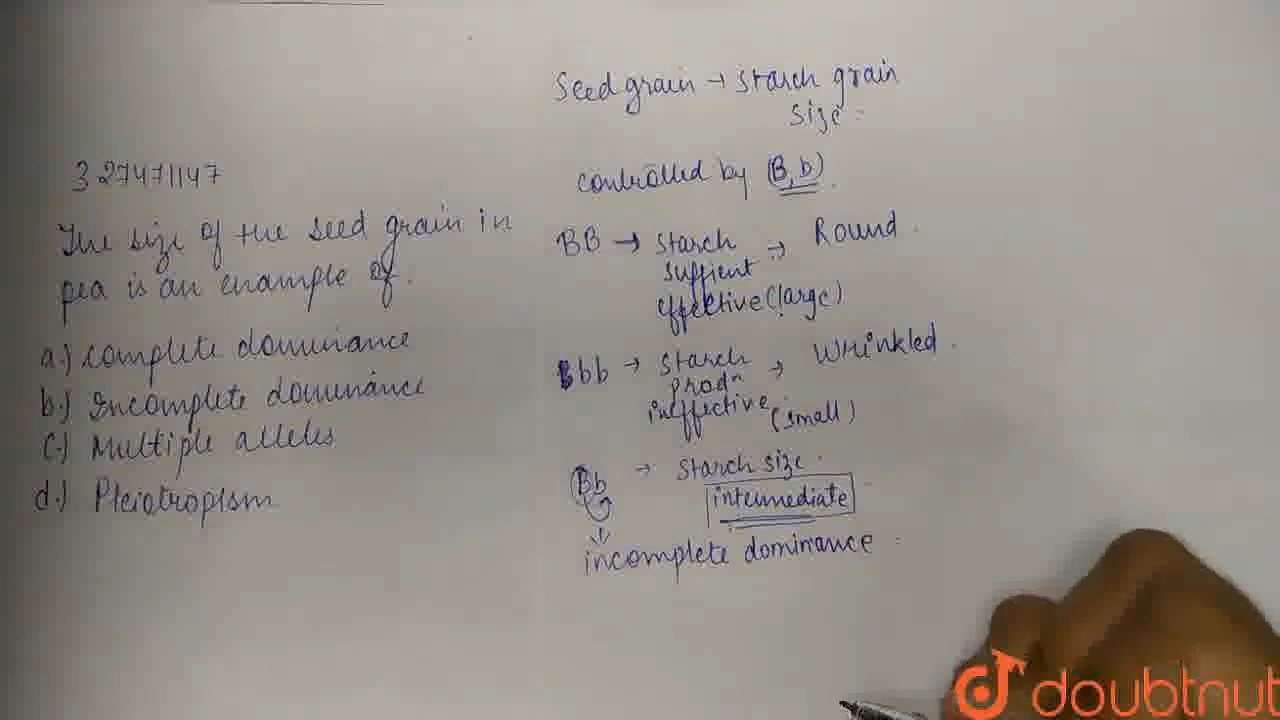 327471147
The size of the seed grain in
pea is an example of.
a.) complete dominance
b.) Incomplete dominance
c.) Multiple alleles
d.) Pleiotropism
Seed grain → starch grain
size.
controlled by (B, b).
BB → starch → Round.
sufficent
effective (large)
bb → starch → Wrinkled.
prodⁿ
ineffective (small)
Bb → starch size.
intermediate
incomplete dominance.
doubtnut